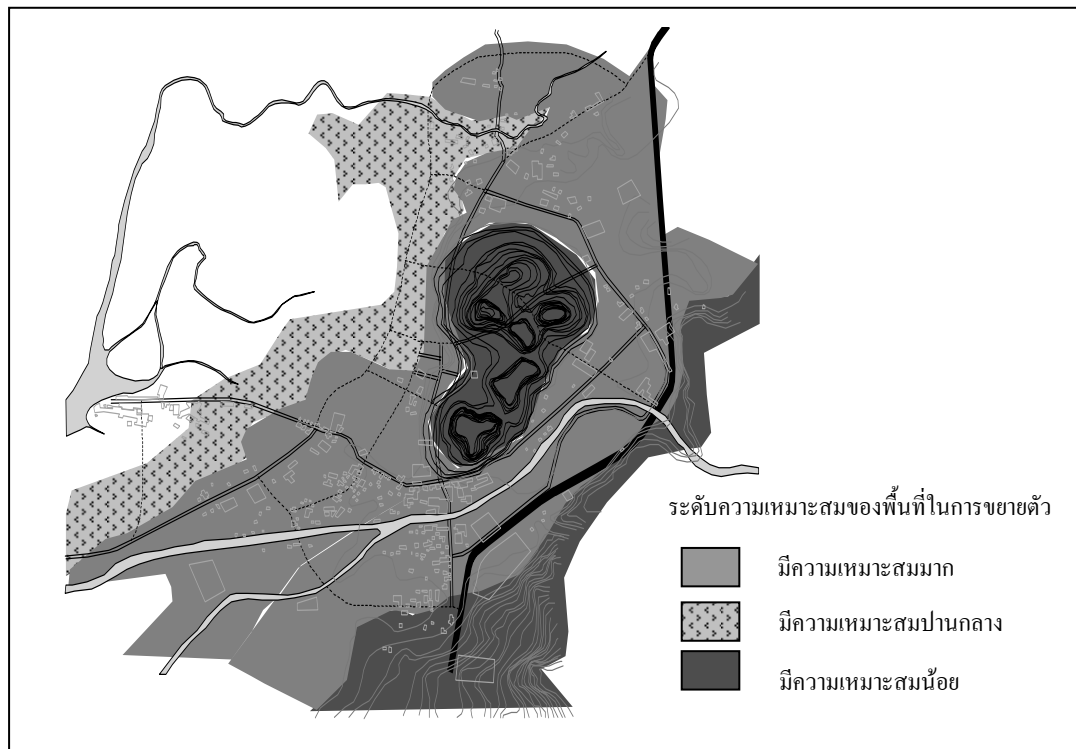 ระดับความเหมาะสมของพื้นที่ในการขยายตัว
มีความเหมาะสมมาก
มีความเหมาะสมปานกลาง
มีความเหมาะสมน้อย